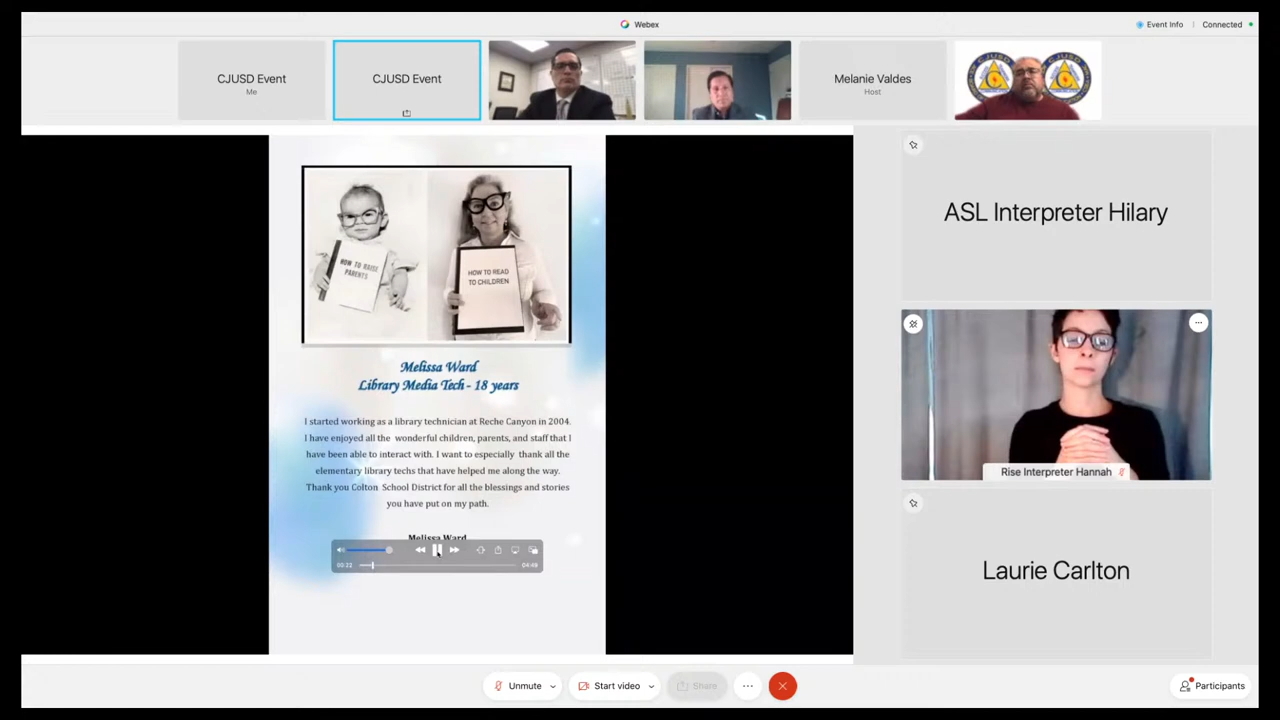 Webex
Event Info
Connected
CJUSD Event
Me
CJUSD Event
Melanie Valdes
Host
ASL Interpreter Hilary
HOW TO RAISE
PARENTS
HOW TO READ
TO CHILDREN
Melissa Ward
Library Media Tech - 18 years
I started working as a library technician at Reche Canyon in 2004.
I have enjoyed all the wonderful children, parents, and staff that I
have been able to interact with. I want to especially thank all the
elementary library techs that have helped me along the way.
Thank you Colton School District for all the blessings and stories
you have put on my path.
Melissa Ward
00:22
04:49
Rise Interpreter Hannah
Laurie Carlton
Unmute
Start video
Share
Participants